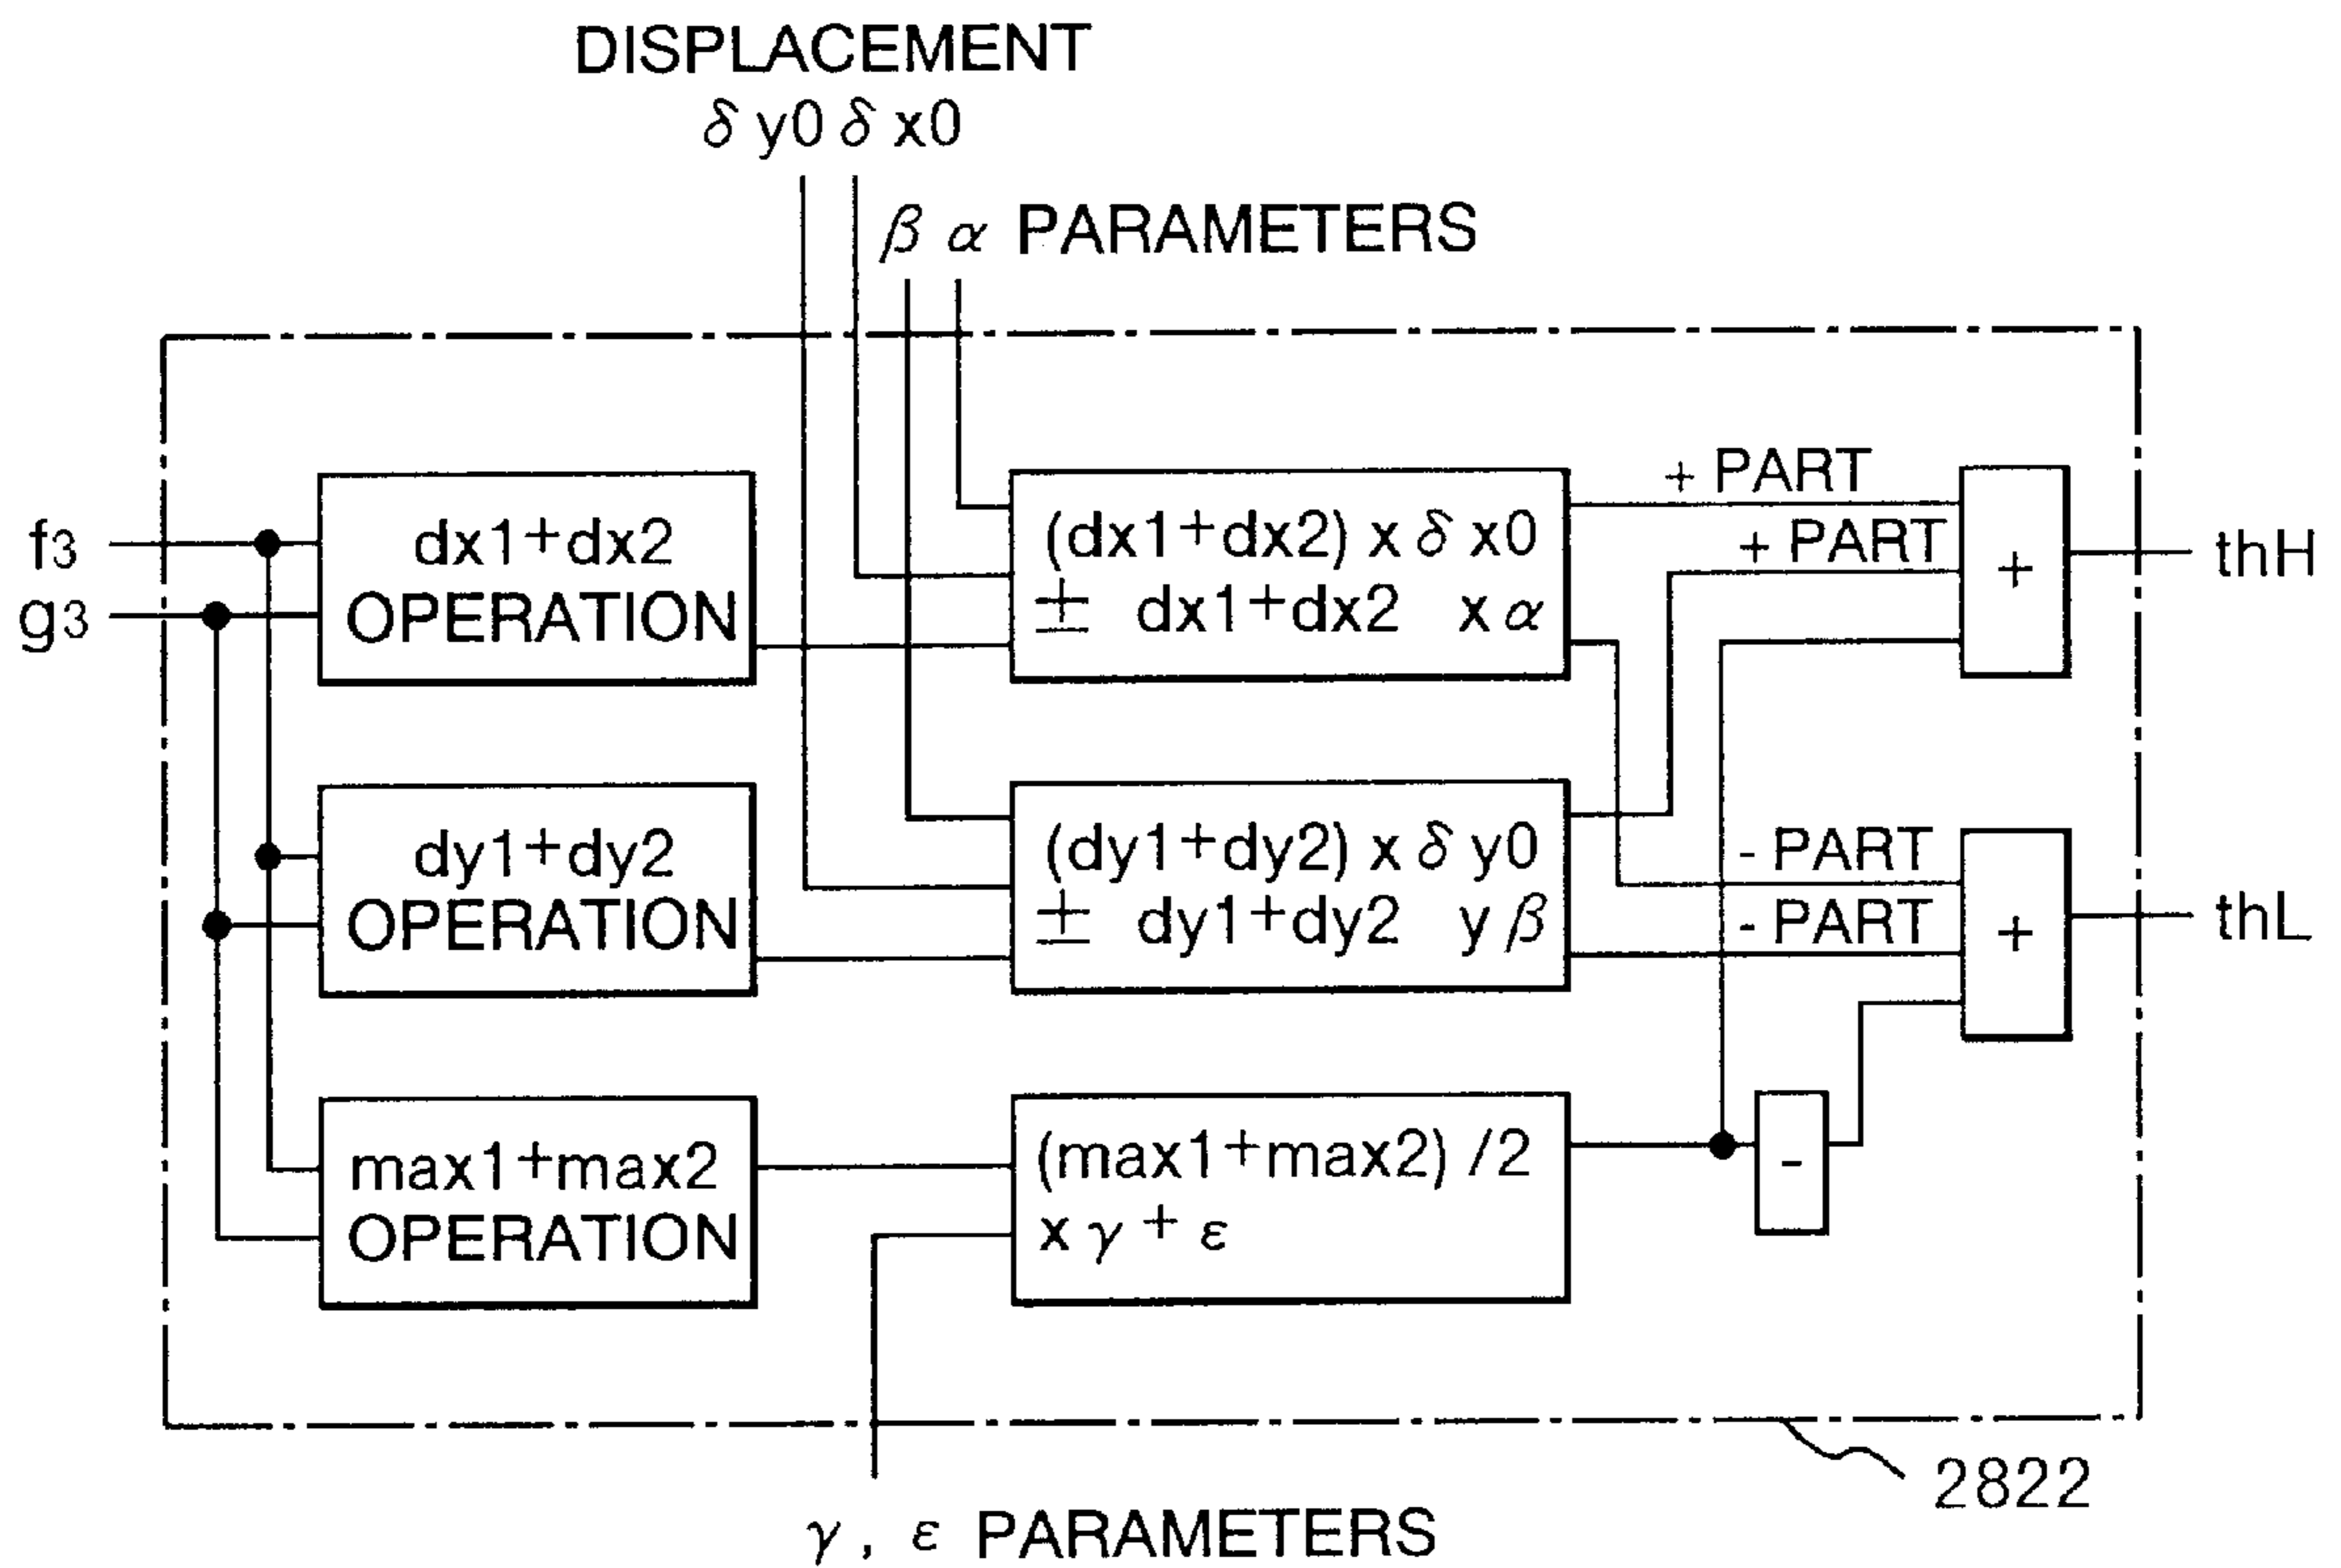 DISPLACEMENT
δ y0 δ x0
β α PARAMETERS
f3
g3
dx1+dx2
OPERATION
(dx1+dx2) x δ x0
± dx1+dx2 x α
+ PART
+ PART
+
thH
dy1+dy2
OPERATION
(dy1+dy2) x δ y0
± dy1+dy2 y β
- PART
- PART
+
thL
max1+max2
OPERATION
(max1+max2) /2
x γ + ε
-
2822
γ, ε PARAMETERS